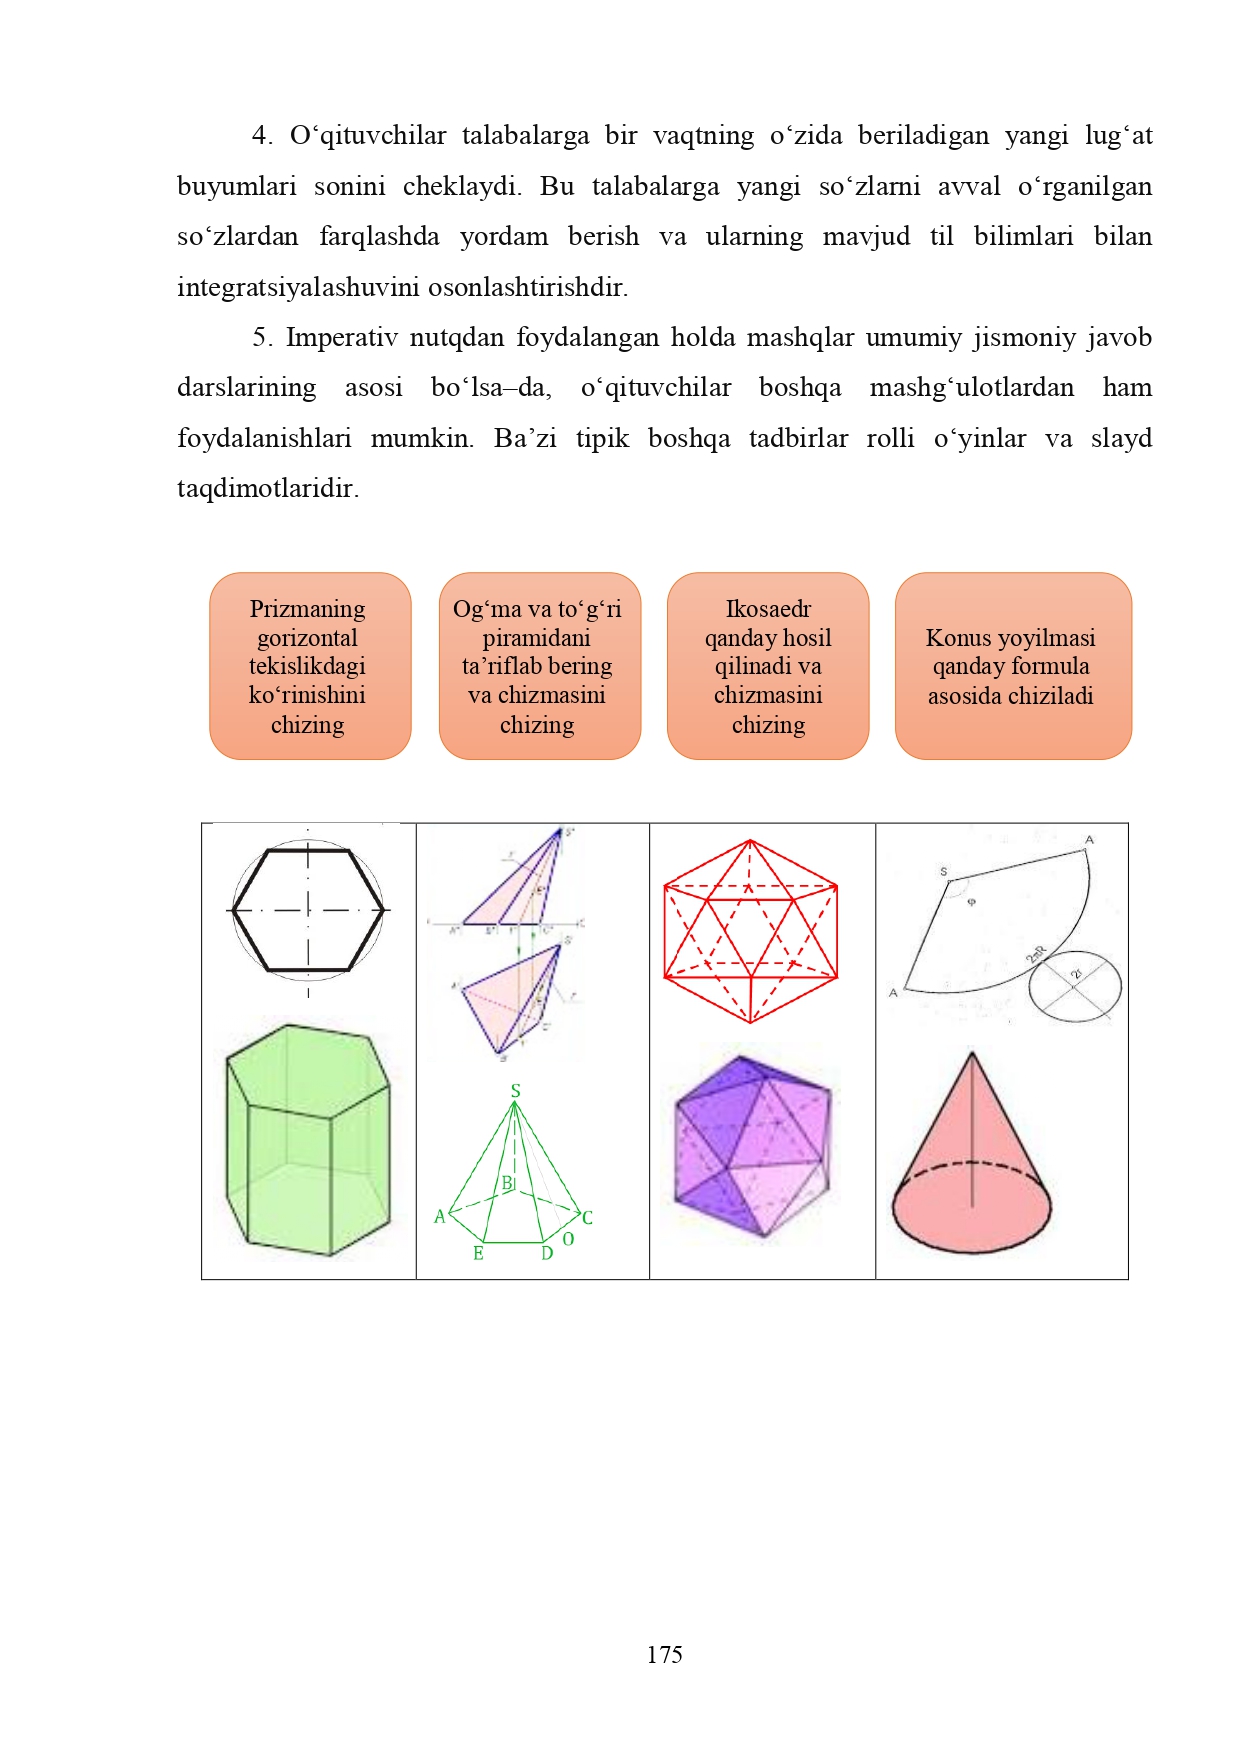 4. O‘qituvchilar talabalarga bir vaqtning o‘zida beriladigan yangi lug‘at
buyumlari sonini cheklaydi. Bu talabalarga yangi so‘zlarni avval o‘rganilgan
so‘zlardan farqlashda yordam berish va ularning mavjud til bilimlari bilan
integratsiyalashuvini osonlashtirishdir.
5. Imperativ nutqdan foydalangan holda mashqlar umumiy jismoniy javob
darslarining asosi bo‘lsa–da, o‘qituvchilar boshqa mashg‘ulotlardan ham
foydalanishlari mumkin. Ba’zi tipik boshqa tadbirlar rolli o‘yinlar va slayd
taqdimotlaridir.
Prizmaning
gorizontal
tekislikdagi
ko‘rinishini
chizing
Og‘ma va to‘g‘ri
piramidani
ta’riflab bering
va chizmasini
chizing
Ikosaedr
qanday hosil
qilinadi va
chizmasini
chizing
Konus yoyilmasi
qanday formula
asosida chiziladi
S
B
A
C
O
E
D
A
S
φ
2πR
2r
A
175